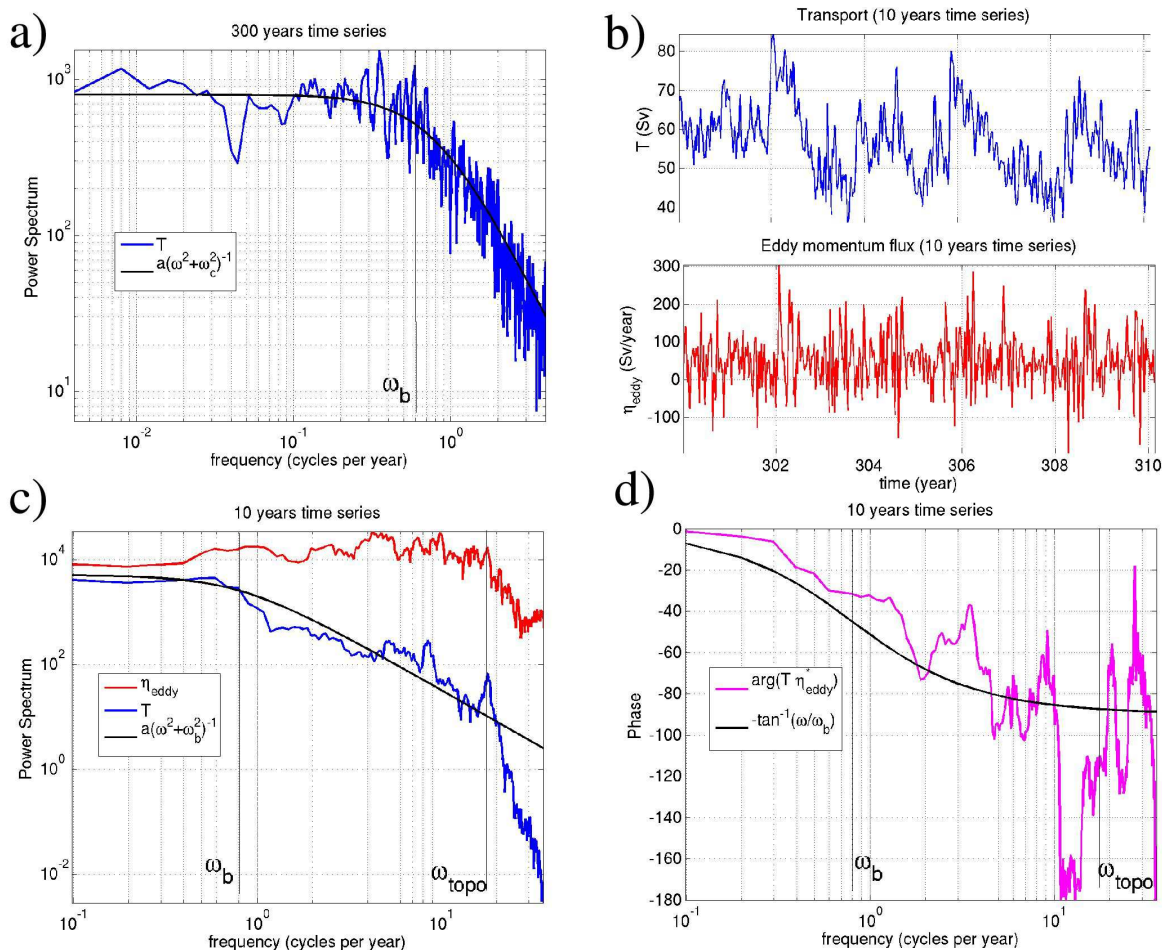 a)
300 years time series
Power Spectrum
10^3
10^2
10^1
T
a(ω^2+ω_c^2)^-1
ω_b
10^-2
10^-1
10^0
frequency (cycles per year)
b)
Transport (10 years time series)
T (Sv)
80
70
60
50
40
Eddy momentum flux (10 years time series)
η_eddy (Sv/year)
300
200
100
0
-100
302
304
306
308
310
time (year)
c)
10 years time series
Power Spectrum
10^4
10^2
10^0
10^-2
η_eddy
T
a(ω^2+ω_b^2)^-1
ω_b
ω_topo
10^-1
10^0
10^1
frequency (cycles per year)
d)
10 years time series
Phase
0
-20
-40
-60
-80
-100
-120
-140
-160
-180
arg(T η^*_eddy)
-tan^-1(ω/ω_b)
ω_b
ω_topo
10^-1
10^0
10^1
frequency (cycles per year)